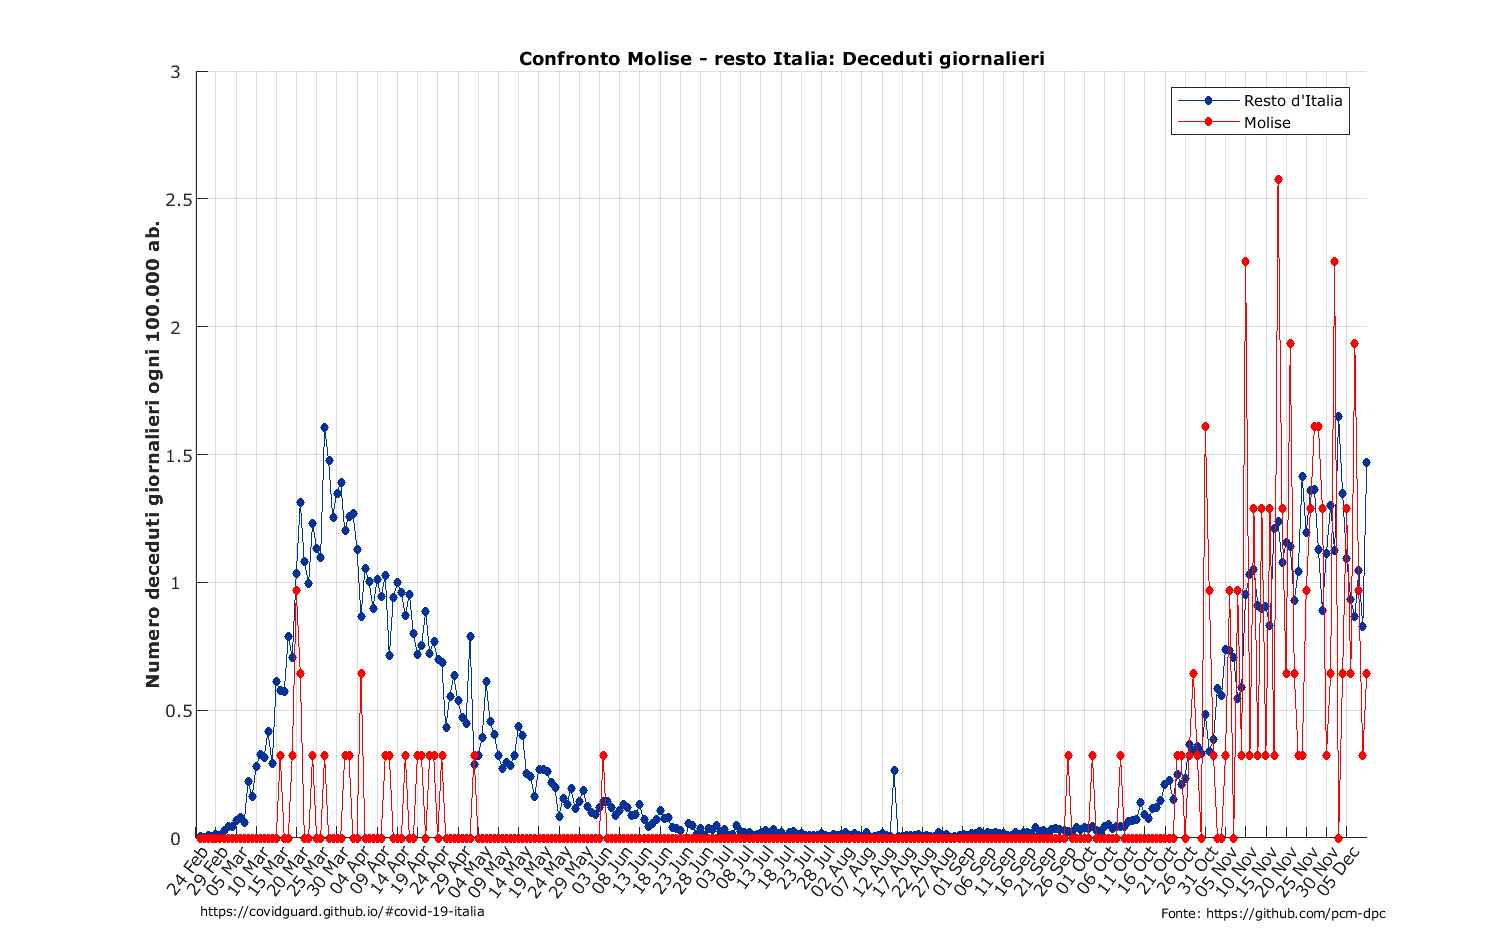 Confronto Molise - resto Italia: Deceduti giornalieri
Resto d'Italia
Molise
Numero deceduti giornalieri ogni 100.000 ab.
3
2.5
2
1.5
1
0.5
0
24 Feb
29 Feb
05 Mar
10 Mar
15 Mar
20 Mar
25 Mar
30 Mar
04 Apr
09 Apr
14 Apr
19 Apr
24 Apr
29 Apr
04 May
09 May
14 May
19 May
24 May
29 May
03 Jun
08 Jun
13 Jun
18 Jun
23 Jun
28 Jun
03 Jul
08 Jul
13 Jul
18 Jul
23 Jul
28 Jul
02 Aug
07 Aug
12 Aug
17 Aug
22 Aug
27 Aug
01 Sep
06 Sep
11 Sep
16 Sep
21 Sep
26 Sep
01 Oct
06 Oct
11 Oct
16 Oct
21 Oct
26 Oct
31 Oct
05 Nov
10 Nov
15 Nov
20 Nov
25 Nov
30 Nov
05 Dec
https://covidguard.github.io/#covid-19-italia
Fonte: https://github.com/pcm-dpc